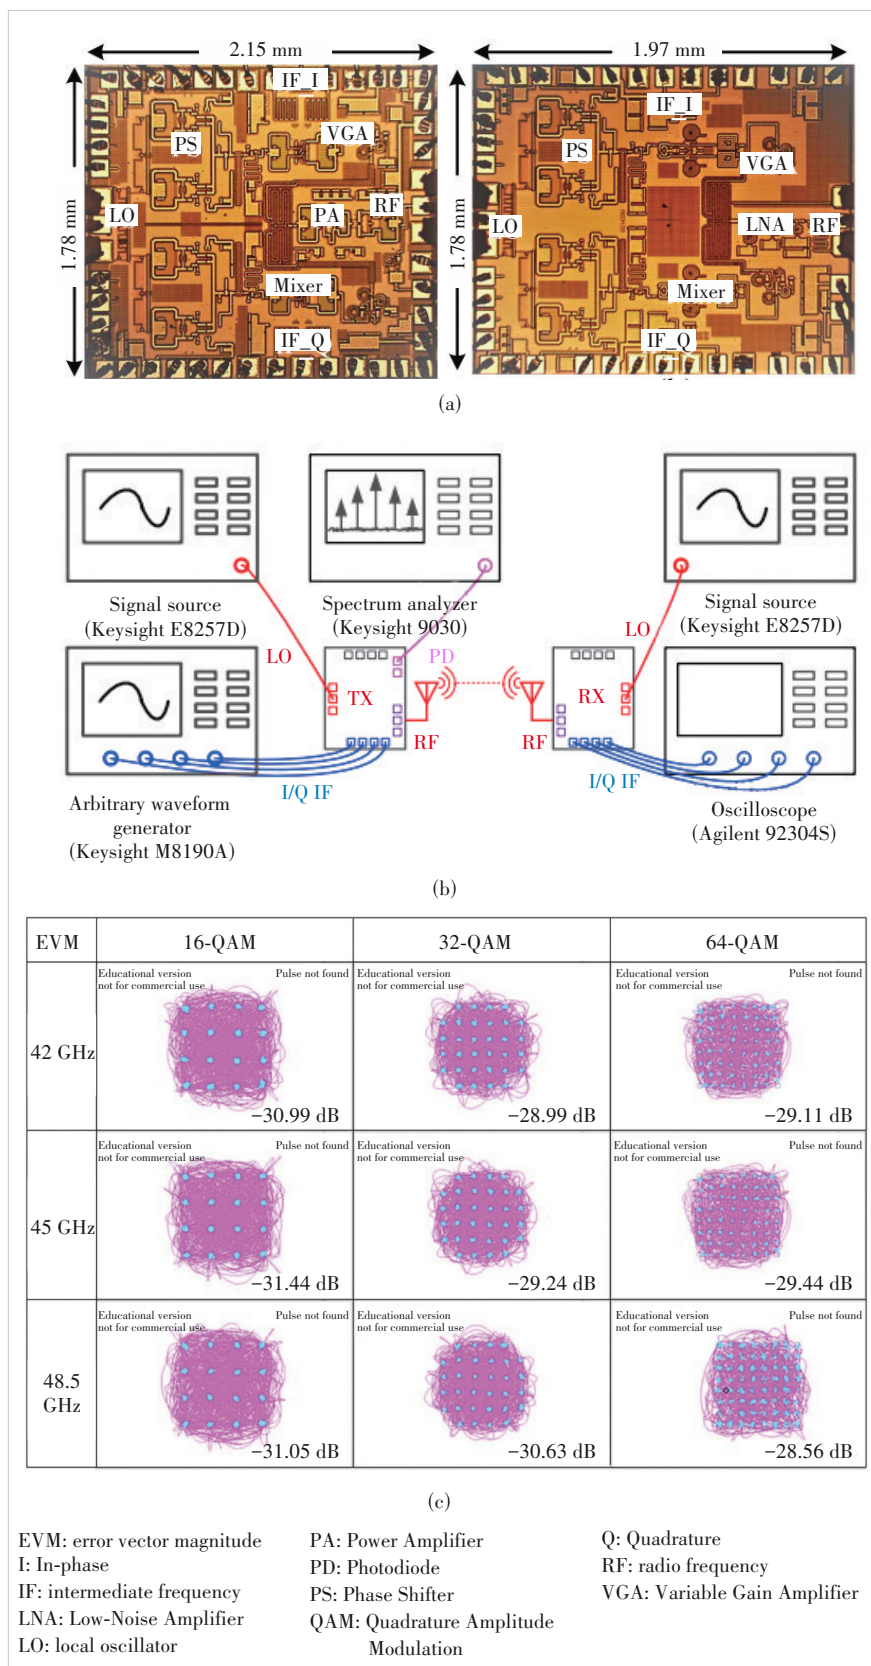 2.15 mm
1.97 mm
1.78 mm
IF_I
PS
VGA
LO
PA
RF
Mixer
IF_Q
1.78 mm
IF_I
PS
VGA
LO
LNA
RF
Mixer
IF_Q
(a)
Signal source
(Keysight E8257D)
Spectrum analyzer
(Keysight 9030)
Signal source
(Keysight E8257D)
LO
PD
LO
TX
RX
RF
RF
I/Q IF
I/Q IF
Arbitrary waveform
generator
(Keysight M8190A)
Oscilloscope
(Agilent 92304S)
(b)
EVM 16-QAM 32-QAM 64-QAM
42 GHz
Educational version
not for commercial use
Pulse not found
−30.99 dB
Educational version
not for commercial use
−28.99 dB
Educational version
not for commercial use
Pulse not found
−29.11 dB
45 GHz
Educational version
not for commercial use
Pulse not found
−31.44 dB
Educational version
not for commercial use
−29.24 dB
Educational version
not for commercial use
Pulse not found
−29.44 dB
48.5
GHz
Educational version
not for commercial use
Pulse not found
−31.05 dB
Educational version
not for commercial use
−30.63 dB
Educational version
not for commercial use
Pulse not found
−28.56 dB
(c)
EVM: error vector magnitude
I: In-phase
IF: intermediate frequency
LNA: Low-Noise Amplifier
LO: local oscillator
PA: Power Amplifier
PD: Photodiode
PS: Phase Shifter
QAM: Quadrature Amplitude
Modulation
Q: Quadrature
RF: radio frequency
VGA: Variable Gain Amplifier